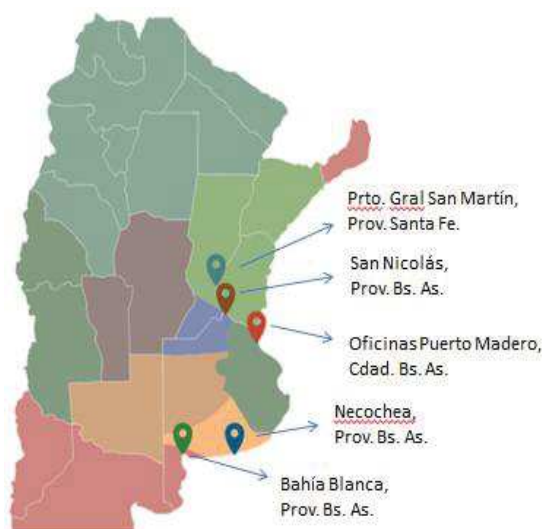 Prto. Gral San Martín,
Prov. Santa Fe.
San Nicolás,
Prov. Bs. As.
Oficinas Puerto Madero,
Cdad. Bs. As.
Necochea,
Prov. Bs. As.
Bahía Blanca,
Prov. Bs. As.